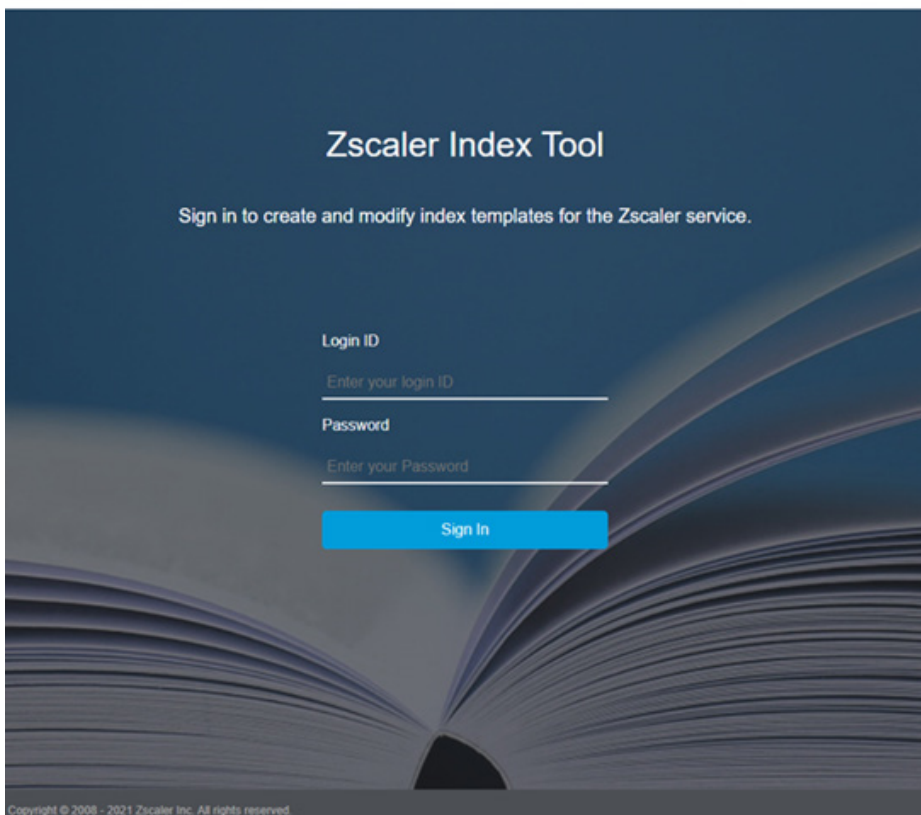 Zscaler Index Tool
Sign in to create and modify index templates for the Zscaler service.
Login ID
Enter your login ID
Password
Enter your Password
Sign In
Copyright © 2008 - 2021 Zscaler Inc. All rights reserved.